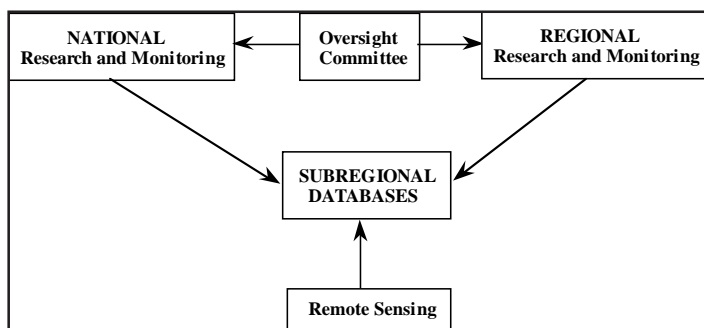 NATIONAL
Research and Monitoring
Oversight
Committee
REGIONAL
Research and Monitoring
SUBREGIONAL
DATABASES
Remote Sensing